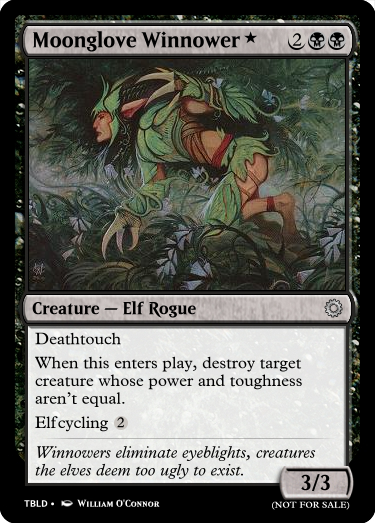 Moonglove Winnower★ 2
Creature — Elf Rogue
Deathtouch
When this enters play, destroy target
creature whose power and toughness
aren't equal.
Elfcycling 2
Winnowers eliminate eyeblights, creatures
the elves deem too ugly to exist.
3/3
TBLD • William O'Connor
(NOT FOR SALE)